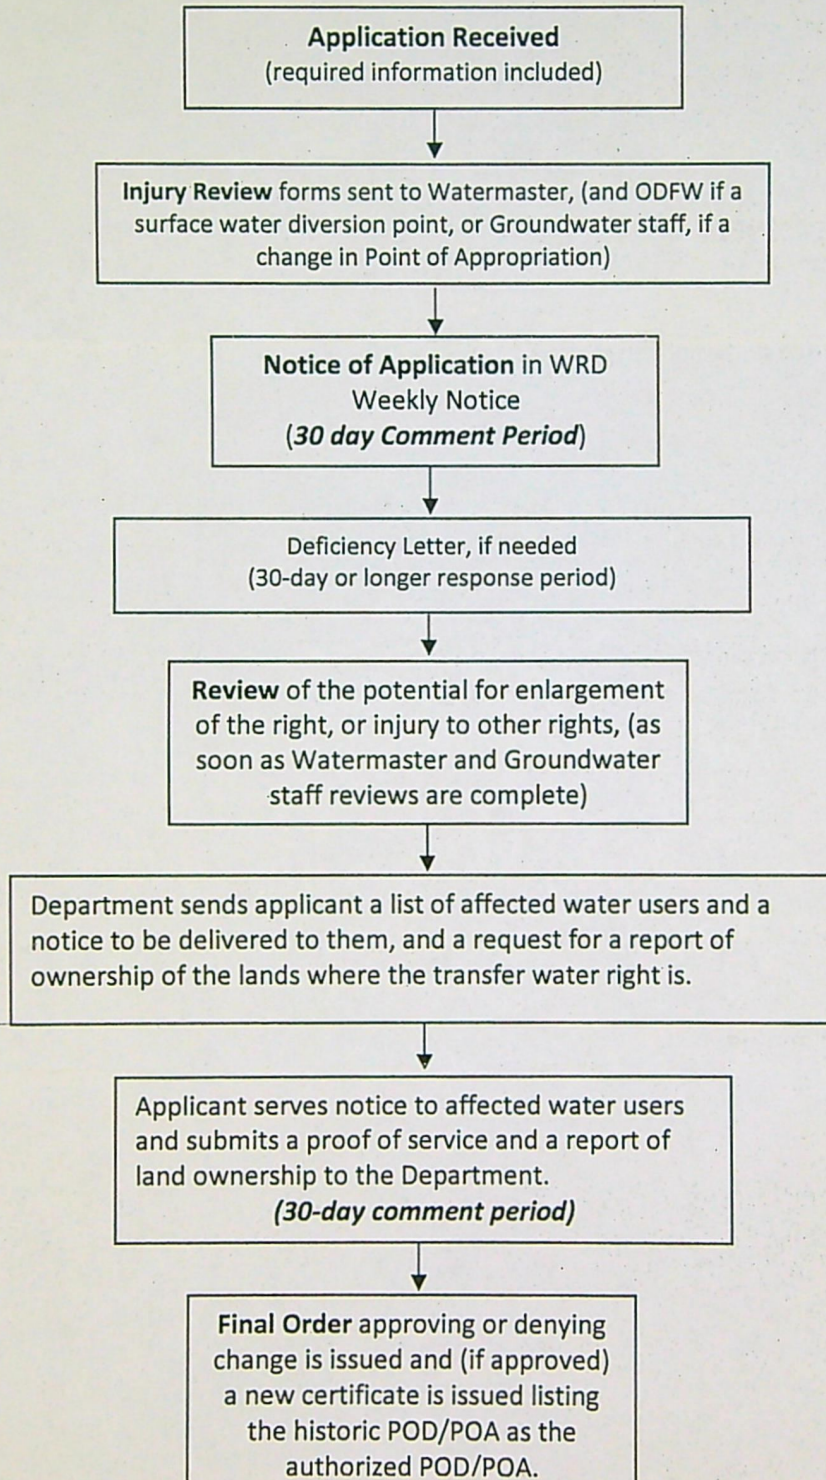 Application Received
(required information included)
Injury Review forms sent to Watermaster, (and ODFW if a
surface water diversion point, or Groundwater staff, if a
change in Point of Appropriation)
Notice of Application in WRD
Weekly Notice
(30 day Comment Period)
Deficiency Letter, if needed
(30-day or longer response period)
Review of the potential for enlargement
of the right, or injury to other rights, (as
soon as Watermaster and Groundwater
staff reviews are complete)
Department sends applicant a list of affected water users and a
notice to be delivered to them, and a request for a report of
ownership of the lands where the transfer water right is.
Applicant serves notice to affected water users
and submits a proof of service and a report of
land ownership to the Department.
(30-day comment period)
Final Order approving or denying
change is issued and (if approved)
a new certificate is issued listing
the historic POD/POA as the
authorized POD/POA.